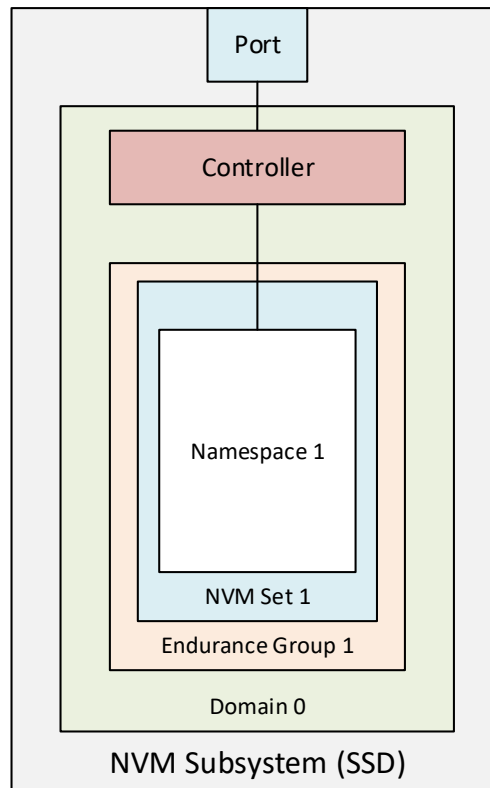 Port
Controller
Namespace 1
NVM Set 1
Endurance Group 1
Domain 0
NVM Subsystem (SSD)